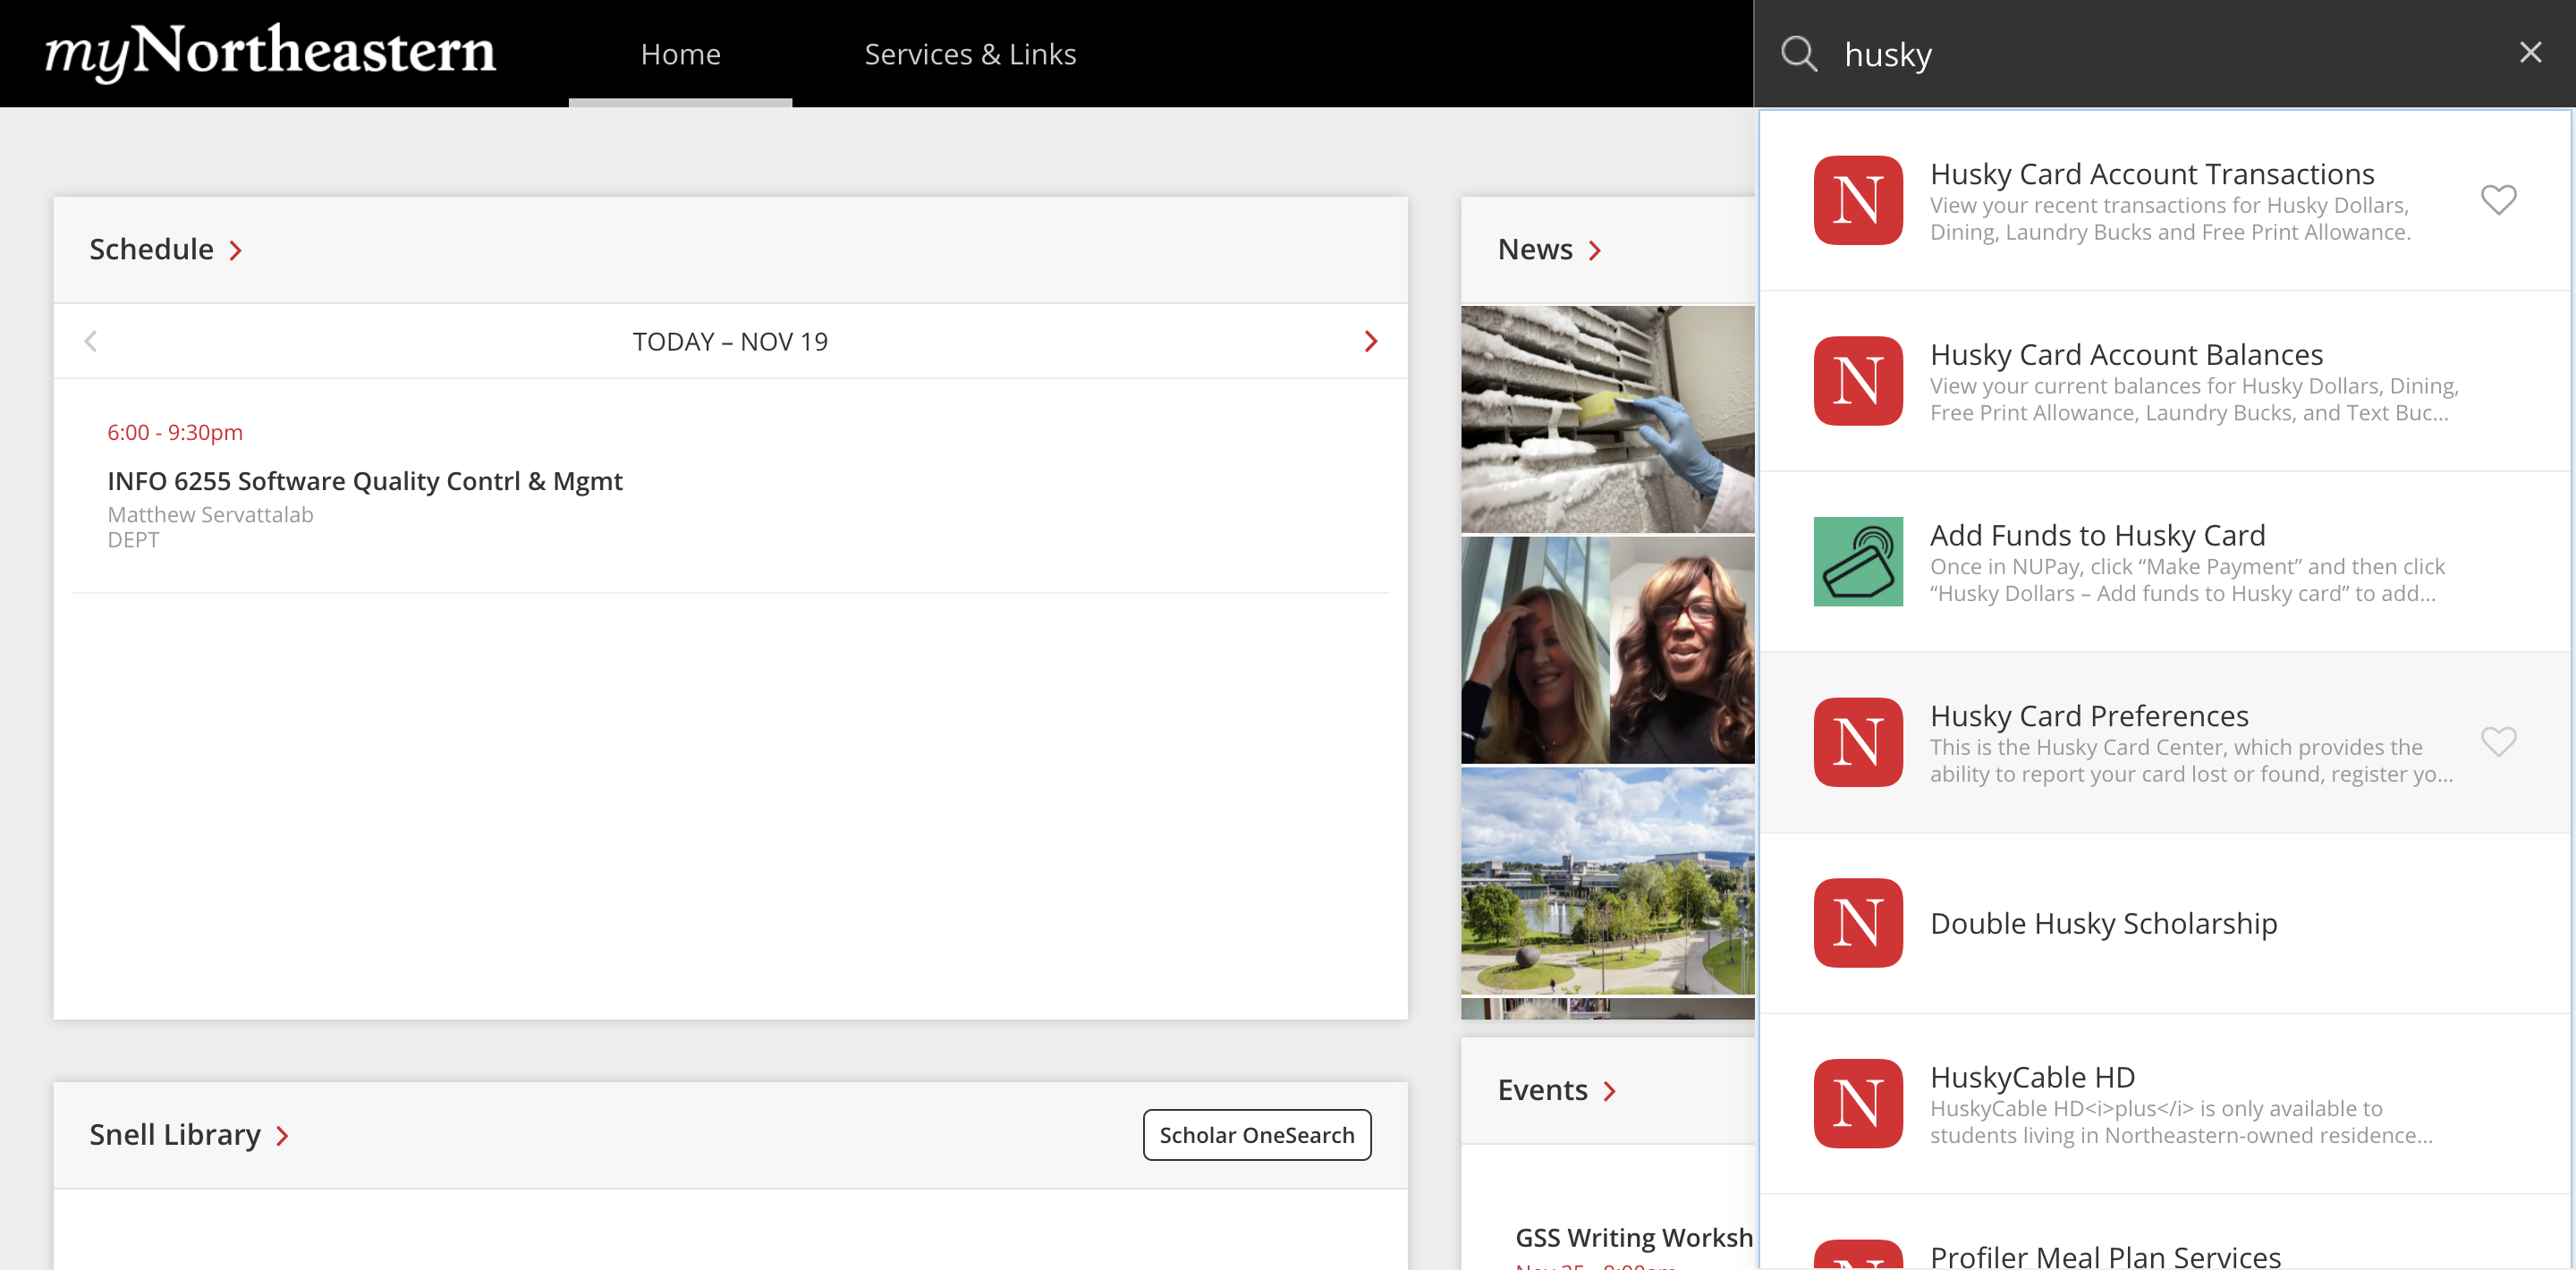 myNortheastern
Home
Services & Links
husky
Schedule
TODAY – NOV 19
6:00 - 9:30pm
INFO 6255 Software Quality Contrl & Mgmt
Matthew Servattalab
DEPT
Snell Library
Scholar OneSearch
News
Events
GSS Writing Worksh
N
Husky Card Account Transactions
View your recent transactions for Husky Dollars,
Dining, Laundry Bucks and Free Print Allowance.
N
Husky Card Account Balances
View your current balances for Husky Dollars, Dining,
Free Print Allowance, Laundry Bucks, and Text Buc...
Add Funds to Husky Card
Once in NUPay, click “Make Payment” and then click
“Husky Dollars – Add funds to Husky card” to add...
N
Husky Card Preferences
This is the Husky Card Center, which provides the
ability to report your card lost or found, register yo...
N
Double Husky Scholarship
N
HuskyCable HD
HuskyCable HD<i>plus</i> is only available to
students living in Northeastern-owned residence...
Profiler Meal Plan Services